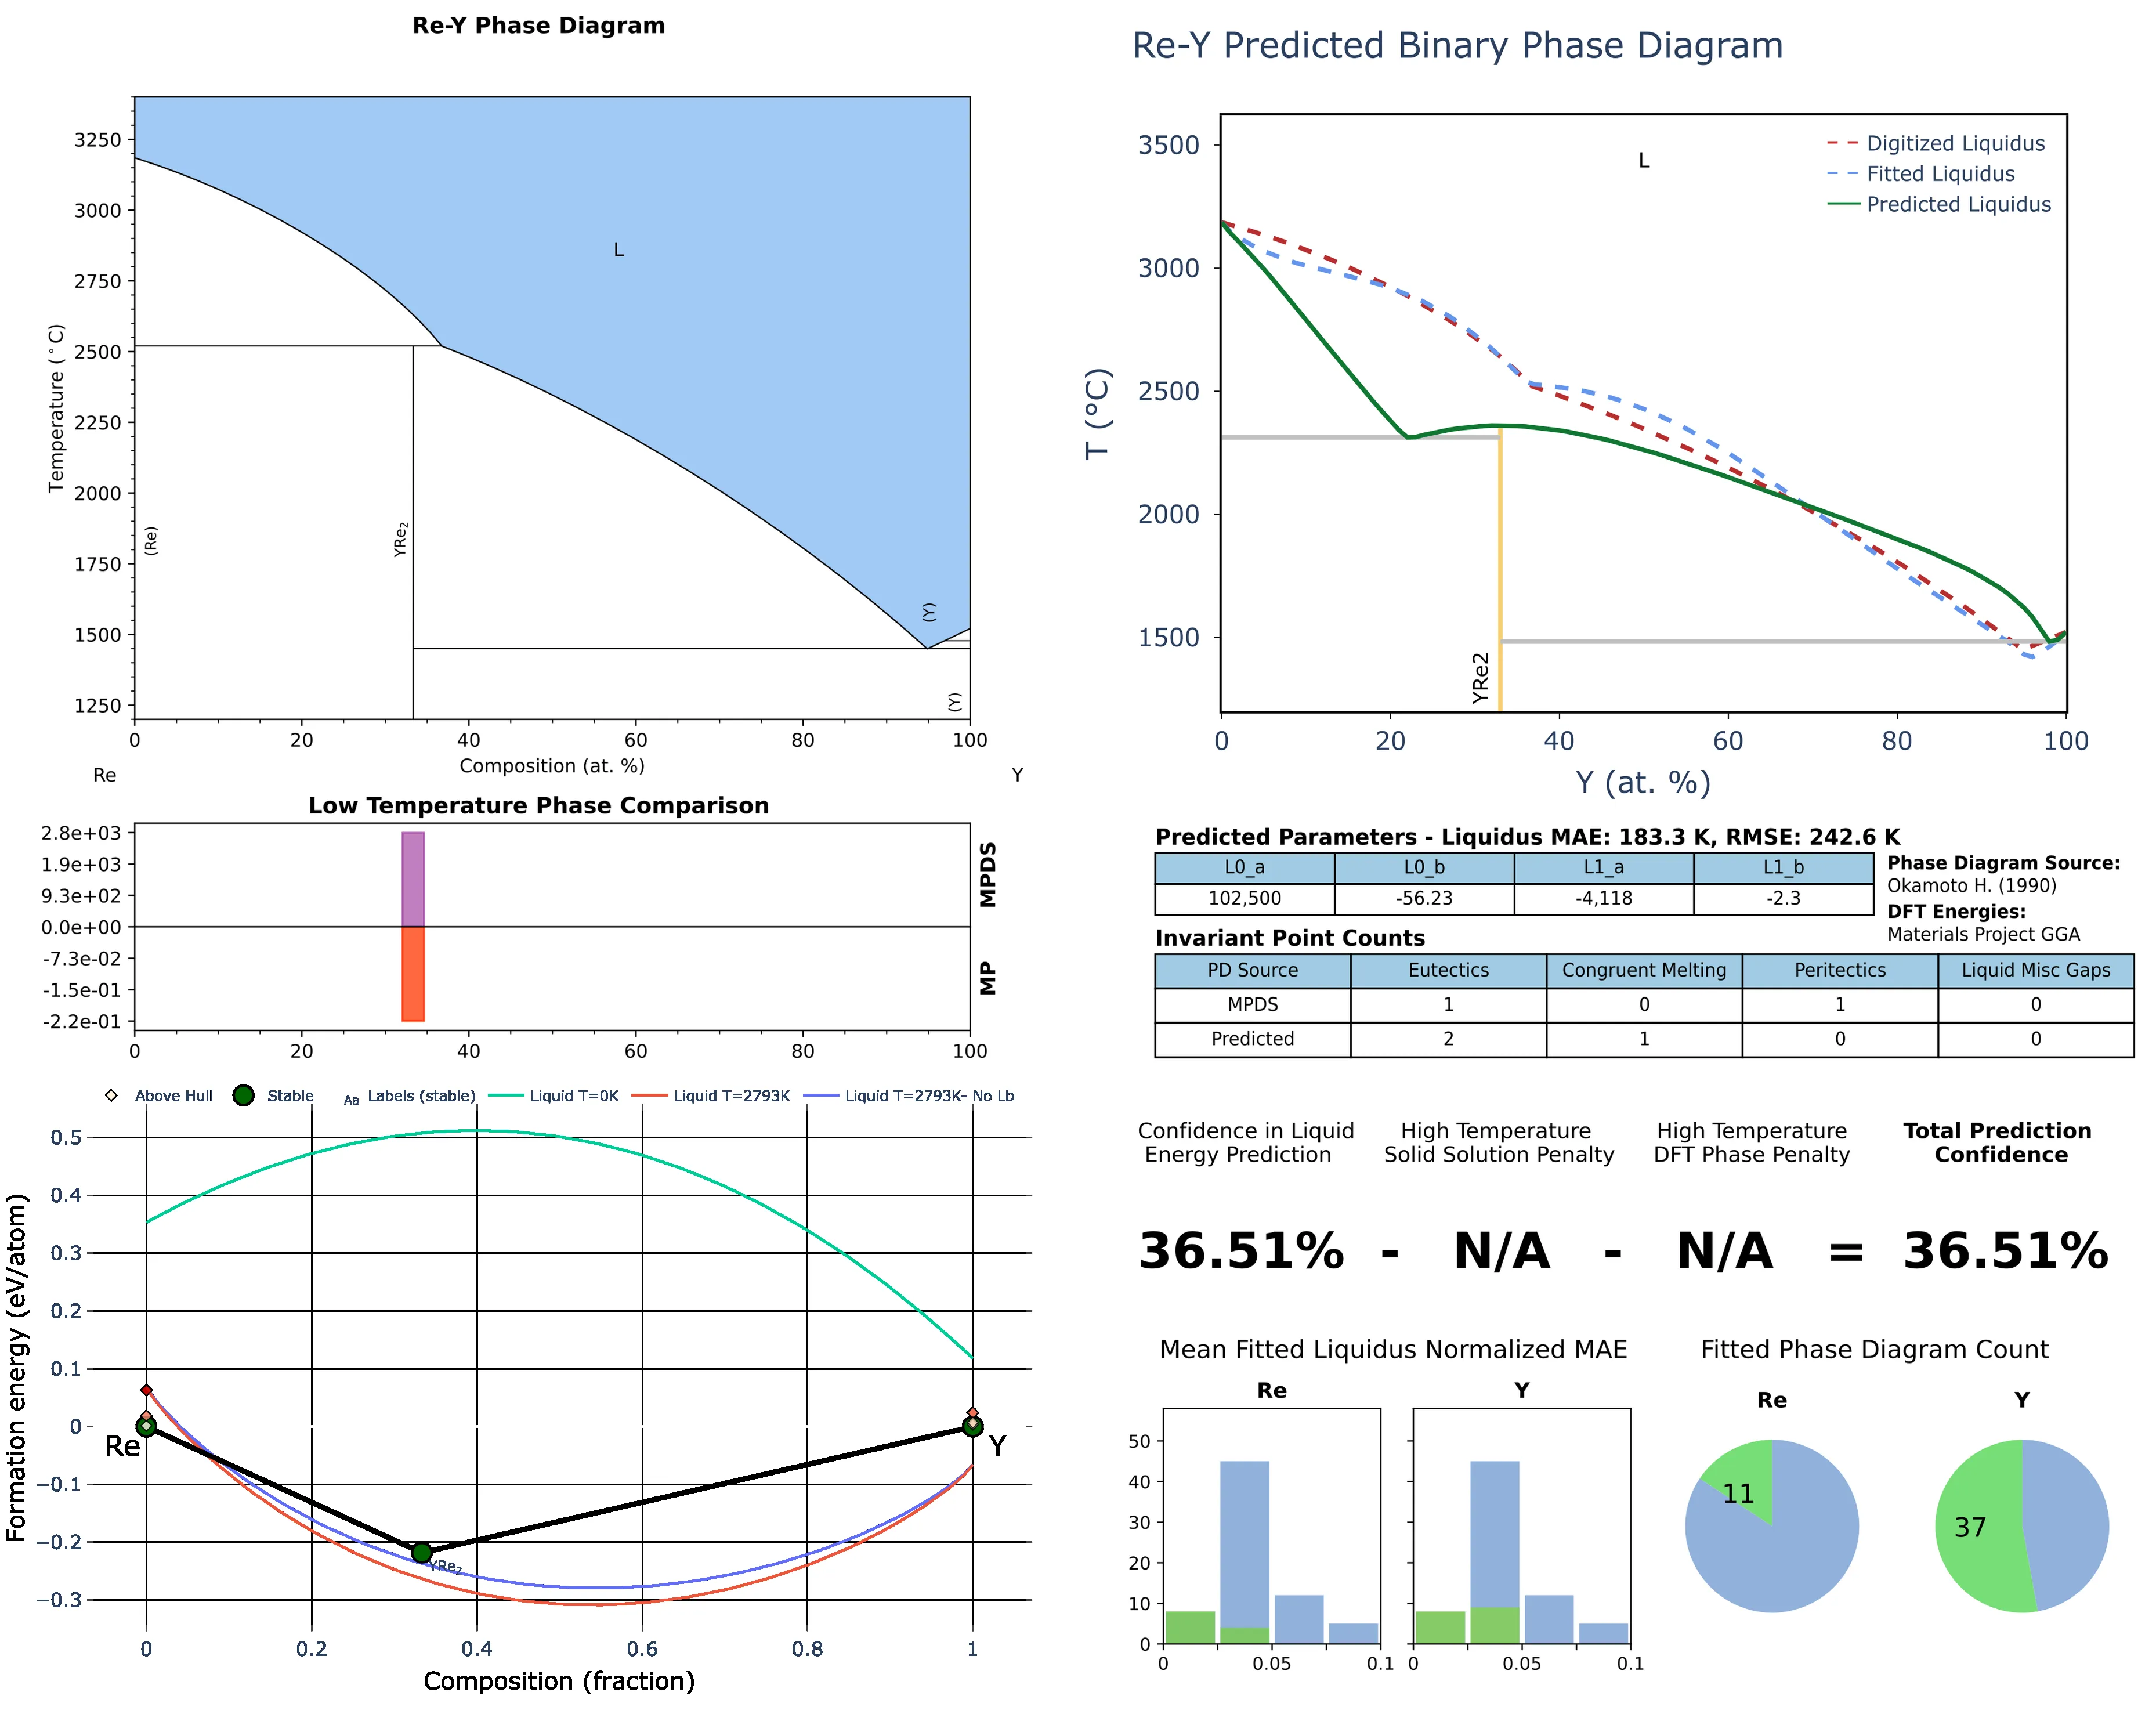 Re-Y Phase Diagram
3250
3000
2750
2500
2250
2000
1750
1500
1250
Temperature (°C)
L
(Re)
YRe2
(Y)
(Y)
0 20 40 60 80 100
Composition (at. %)
Re Y
Low Temperature Phase Comparison
2.8e+03
1.9e+03
9.3e+02
0.0e+00
-7.3e-02
-1.5e-01
-2.2e-01
MPDS
MP
0 20 40 60 80 100
Above Hull Stable Aa Labels (stable) Liquid T=0K Liquid T=2793K Liquid T=2793K- No Lb
0.5
0.4
0.3
0.2
0.1
0
−0.1
−0.2
−0.3
Formation energy (eV/atom)
Re
Y
YRe2
0 0.2 0.4 0.6 0.8 1
Composition (fraction)
Re-Y Predicted Binary Phase Diagram
3500
3000
2500
2000
1500
T (°C)
L
Digitized Liquidus
Fitted Liquidus
Predicted Liquidus
YRe2
0 20 40 60 80 100
Y (at. %)
Predicted Parameters - Liquidus MAE: 183.3 K, RMSE: 242.6 K
L0_a L0_b L1_a L1_b
102,500 -56.23 -4,118 -2.3
Phase Diagram Source:
Okamoto H. (1990)
DFT Energies:
Materials Project GGA
Invariant Point Counts
PD Source Eutectics Congruent Melting Peritectics Liquid Misc Gaps
MPDS 1 0 1 0
Predicted 2 1 0 0
Confidence in Liquid High Temperature High Temperature Total Prediction
Energy Prediction Solid Solution Penalty DFT Phase Penalty Confidence
36.51% - N/A - N/A = 36.51%
Mean Fitted Liquidus Normalized MAE Fitted Phase Diagram Count
Re Y Re Y
50
40
30
20
10
0
0 0.05 0.1 0 0.05 0.1
11
37